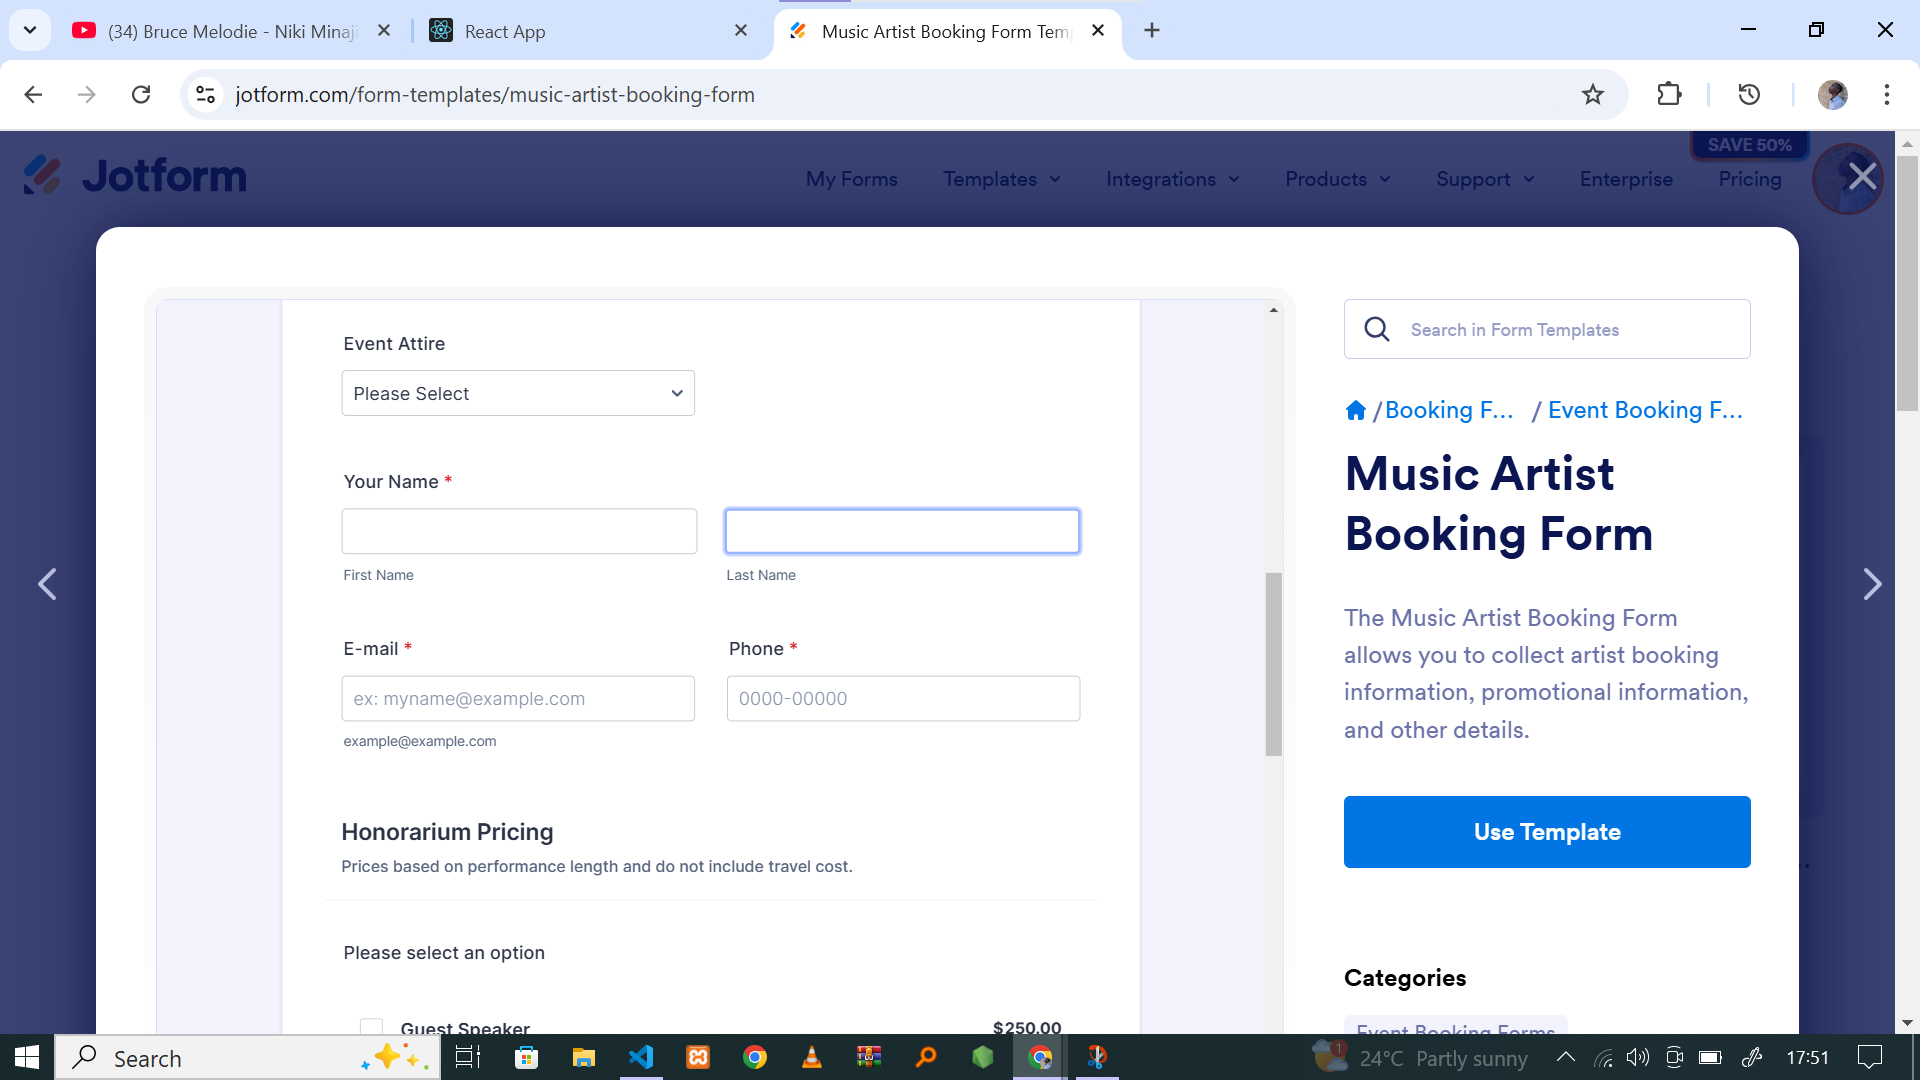 (34) Bruce Melodie - Niki Minaji
React App
Music Artist Booking Form Tem
jotform.com/form-templates/music-artist-booking-form
SAVE 50%
Jotform
My Forms
Templates
Integrations
Products
Support
Enterprise
Pricing
Event Attire
Please Select
Your Name *
First Name
Last Name
E-mail *
Phone *
ex: myname@example.com
0000-00000
example@example.com
Honorarium Pricing
Prices based on performance length and do not include travel cost.
Please select an option
Guest Speaker
$250.00
Search in Form Templates
/ Booking F... / Event Booking F...
Music Artist
Booking Form
The Music Artist Booking Form
allows you to collect artist booking
information, promotional information,
and other details.
Use Template
Categories
Event Booking Forms
Search
1
24°C Partly sunny
17:51